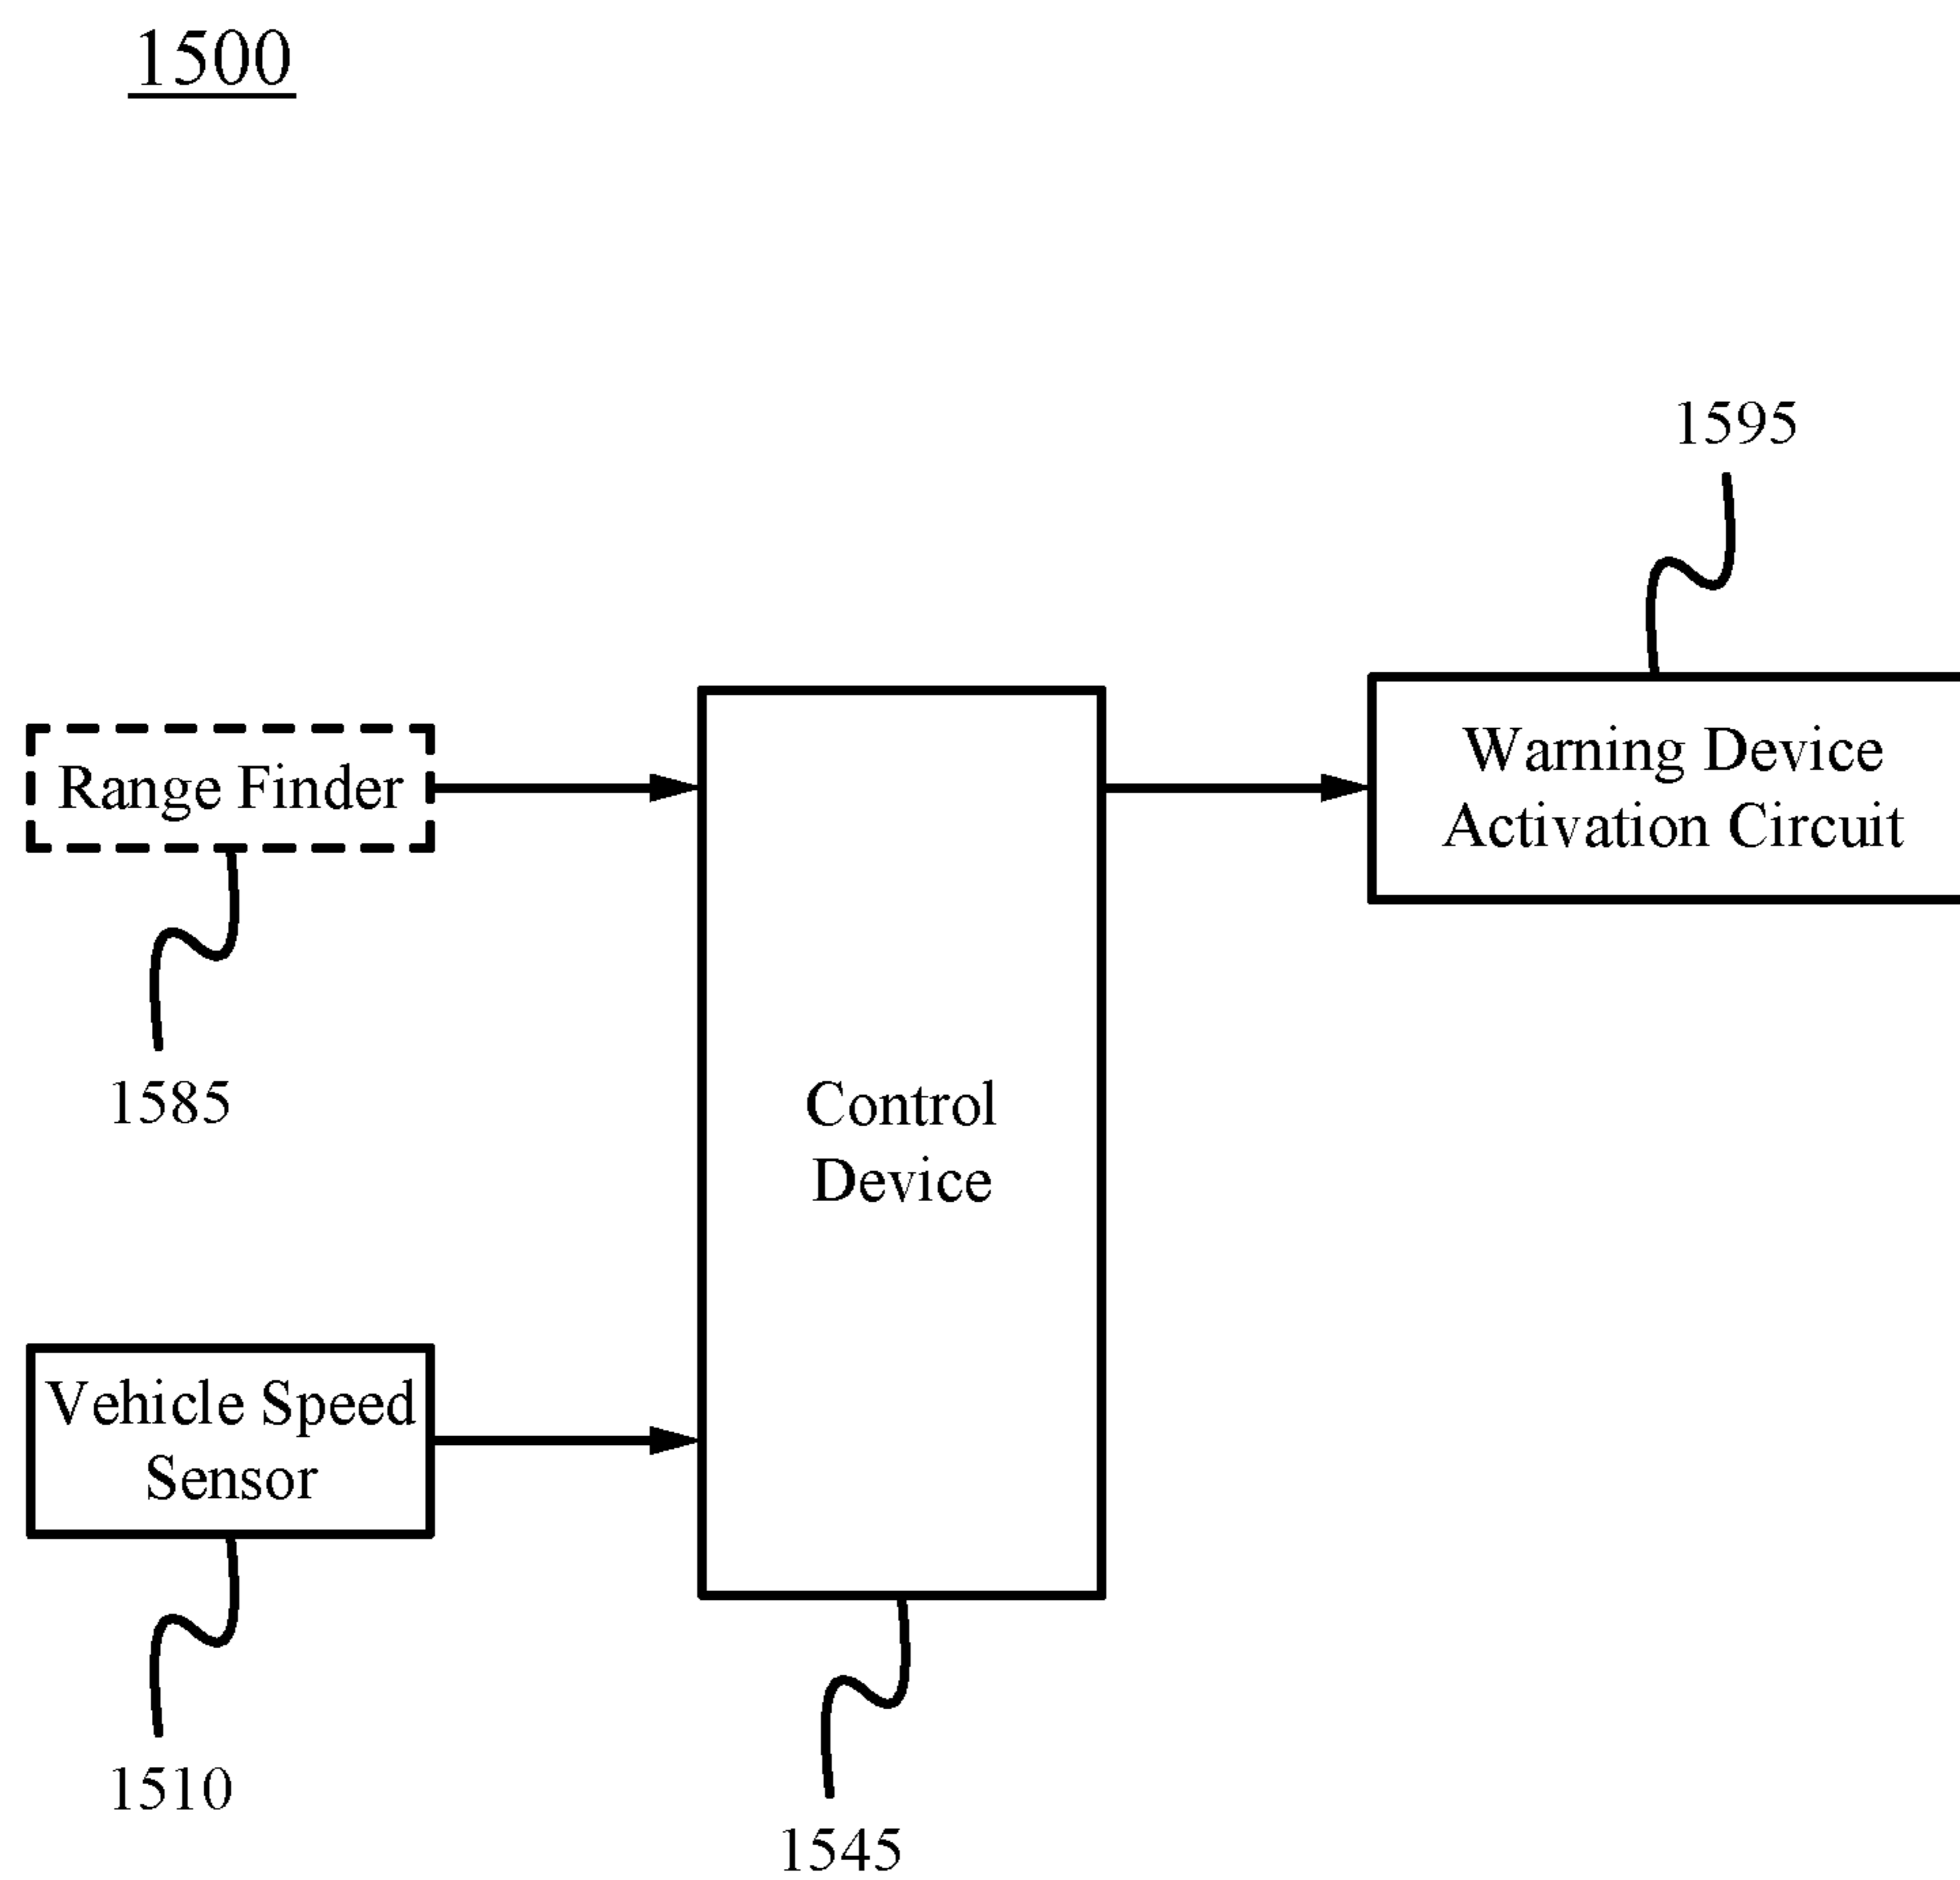 1500
1595
Warning Device
Activation Circuit
Range Finder
1585
Control
Device
Vehicle Speed
Sensor
1510
1545